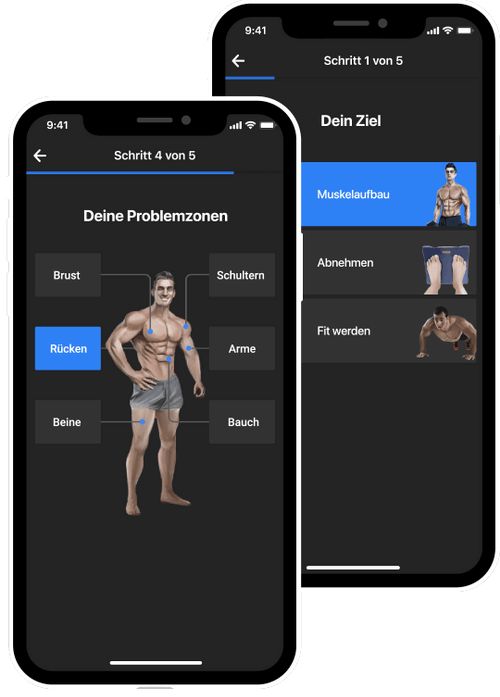 9:41
Schritt 1 von 5
Dein Ziel
Muskelaufbau
Abnehmen
Fit werden
9:41
Schritt 4 von 5
Deine Problemzonen
Brust
Schultern
Rücken
Arme
Beine
Bauch